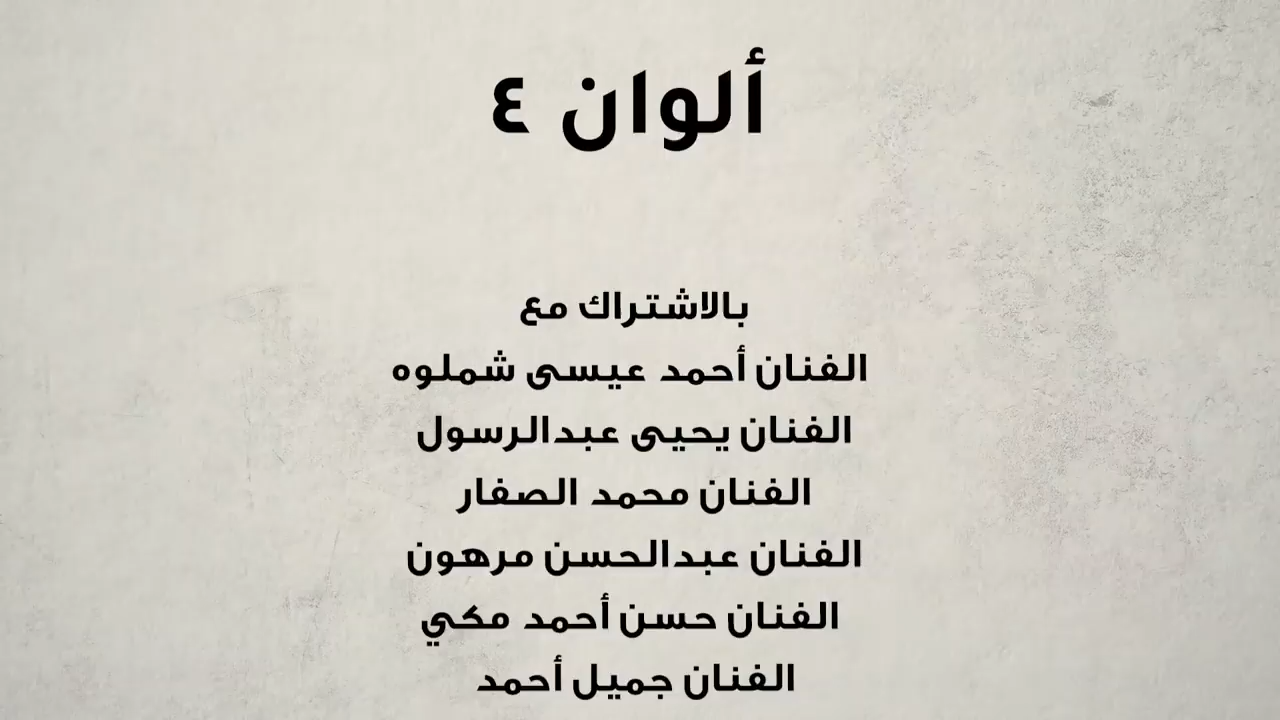 ألوان ٤
بالاشتراك مع
الفنان أحمد عيسى شملوه
الفنان يحيى عبدالرسول
الفنان محمد الصفار
الفنان عبدالحسن مرهون
الفنان حسن أحمد مكي
الفنان جميل أحمد